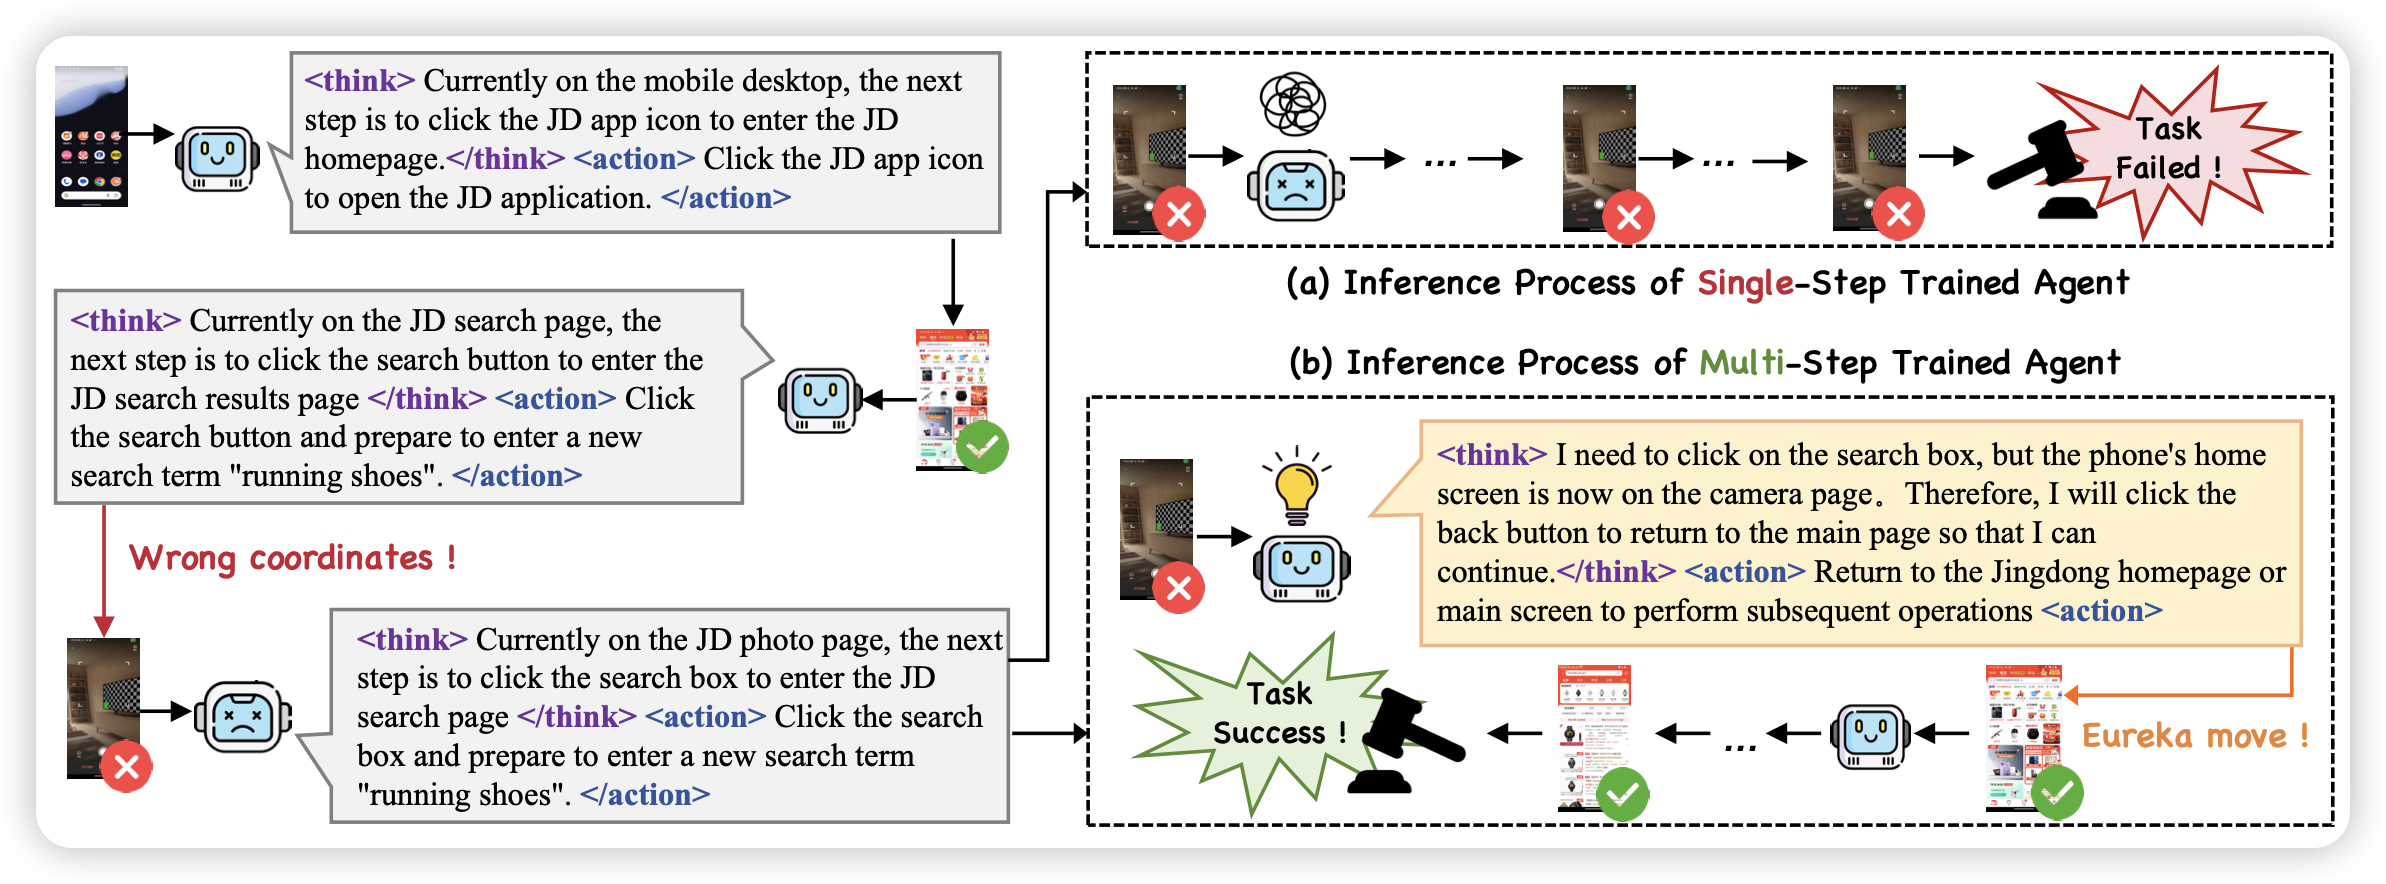 <think> Currently on the mobile desktop, the next
step is to click the JD app icon to enter the JD
homepage.</think> <action> Click the JD app icon
to open the JD application. </action>
<think> Currently on the JD search page, the
next step is to click the search button to enter the
JD search results page </think> <action> Click
the search button and prepare to enter a new
search term "running shoes". </action>
Wrong coordinates !
<think> Currently on the JD photo page, the next
step is to click the search box to enter the JD
search page </think> <action> Click the search
box and prepare to enter a new search term
"running shoes". </action>
... ...
Task
Failed !
(a) Inference Process of Single-Step Trained Agent
(b) Inference Process of Multi-Step Trained Agent
<think> I need to click on the search box, but the phone's home
screen is now on the camera page。Therefore, I will click the
back button to return to the main page so that I can
continue.</think> <action> Return to the Jingdong homepage or
main screen to perform subsequent operations <action>
Eureka move !
...
Task
Success !